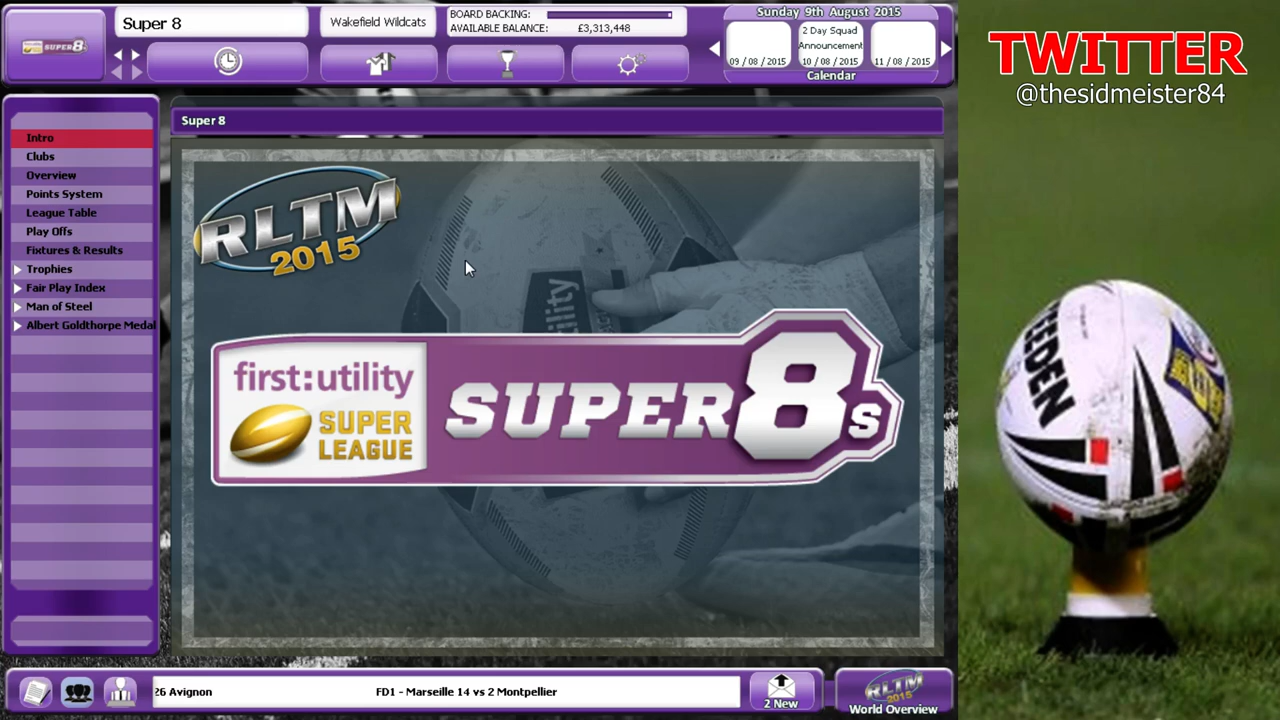 Super 8
Wakefield Wildcats
BOARD BACKING:
AVAILABLE BALANCE: £3,313,448
Sunday 9th August 2015
2 Day Squad
Announcement
09 / 08 / 2015
10 / 08 / 2015
11 / 08 / 2015
Calendar
SUPER 8s
TWITTER
@thesidmeister84
Super 8
Intro
Clubs
Overview
Points System
League Table
Play Offs
Fixtures & Results
Trophies
Fair Play Index
Man of Steel
Albert Goldthorpe Medal
RLTM
2015
utility
first:utility
SUPER
LEAGUE
SUPER 8s
STEEDEN
26 Avignon
FD1 - Marseille 14 vs 2 Montpellier
2 New
RLTM
2015
World Overview